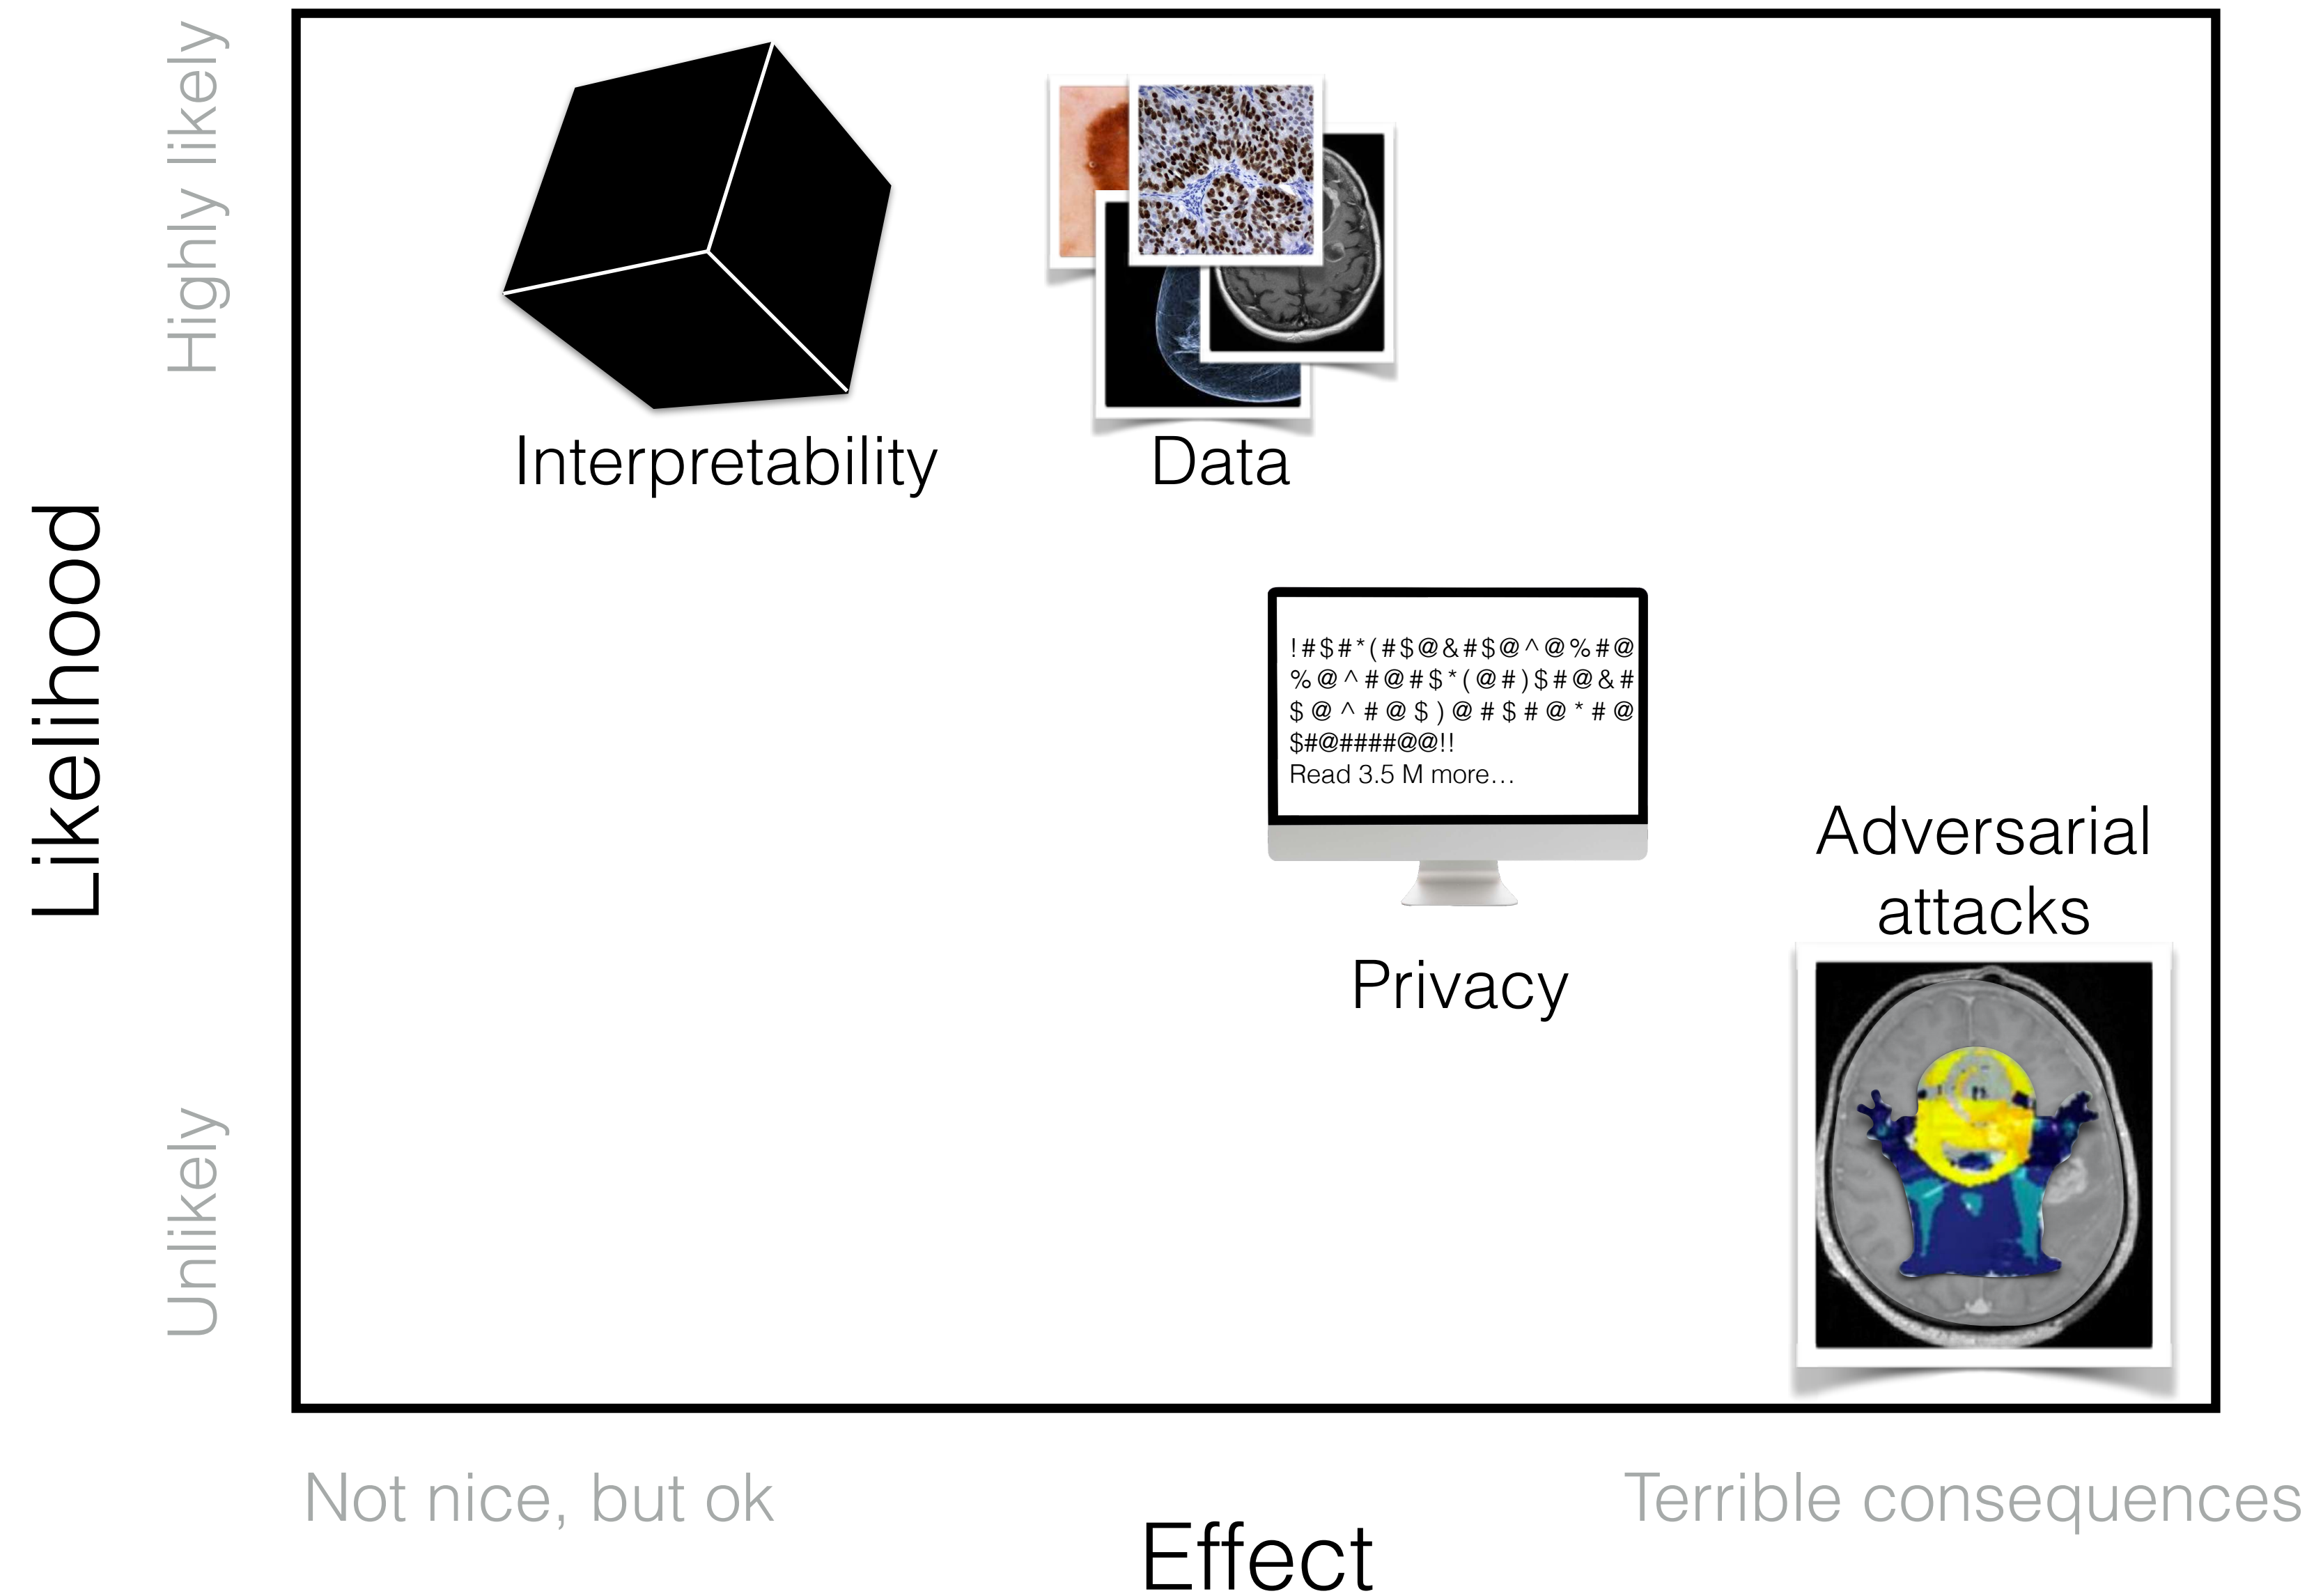 Highly likely
Interpretability
Data
Likelihood
!#$#*(#$@&#$@^@%#@
%@^#@#$*(@#)$#@&#
$@^#@$)@#$#@*#@
$#@####@@!!
Read 3.5 M more…
Adversarial
attacks
Privacy
Unlikely
Not nice, but ok
Terrible consequences
Effect